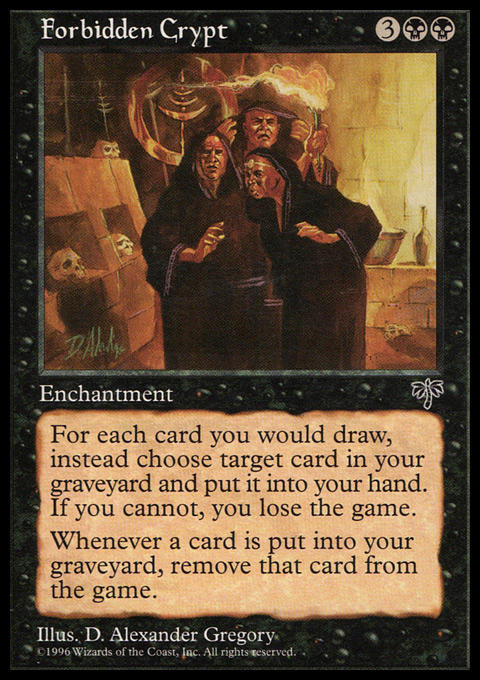 Forbidden Crypt 3
Enchantment
For each card you would draw,
instead choose target card in your
graveyard and put it into your hand.
If you cannot, you lose the game.
Whenever a card is put into your
graveyard, remove that card from
the game.
Illus. D. Alexander Gregory
©1996 Wizards of the Coast, Inc. All rights reserved.